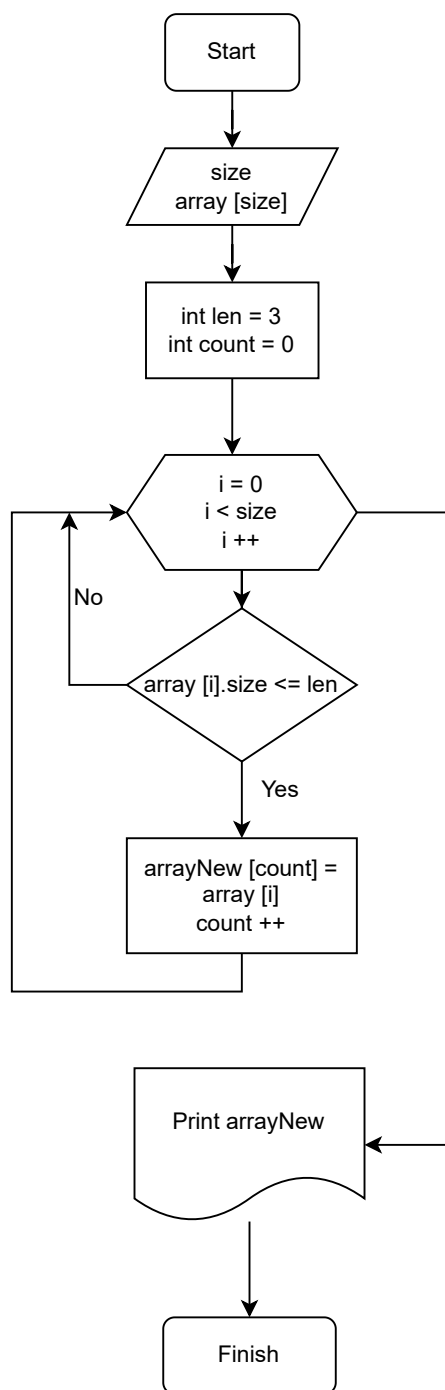 Start
size
array [size]
int len = 3
int count = 0
i = 0
i < size
i ++
No
array [i].size <= len
Yes
arrayNew [count] =
array [i]
count ++
Print arrayNew
Finish